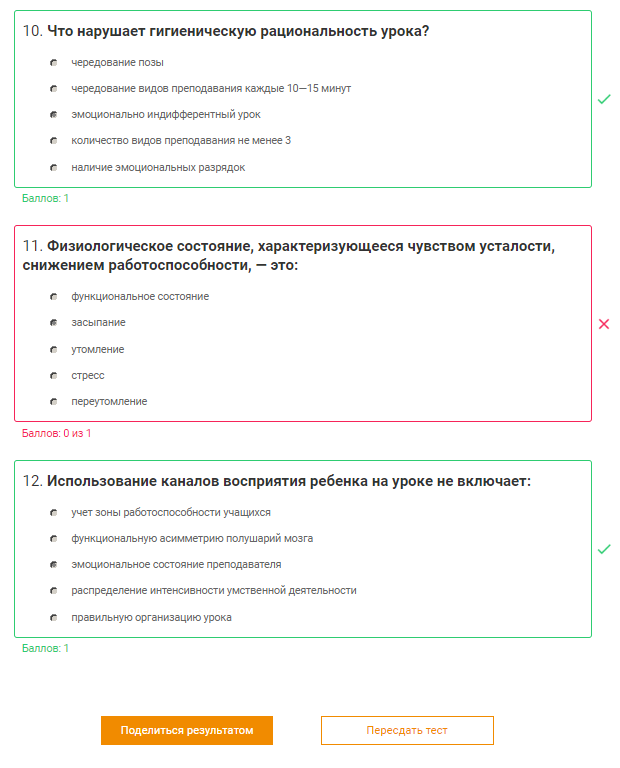 10. Что нарушает гигиеническую рациональность урока?
чередование позы
чередование видов преподавания каждые 10—15 минут
эмоционально индифферентный урок
количество видов преподавания не менее 3
наличие эмоциональных разрядок
Баллов: 1
11. Физиологическое состояние, характеризующееся чувством усталости,
снижением работоспособности, — это:
функциональное состояние
засыпание
утомление
стресс
переутомление
Баллов: 0 из 1
12. Использование каналов восприятия ребенка на уроке не включает:
учет зоны работоспособности учащихся
функциональную асимметрию полушарий мозга
эмоциональное состояние преподавателя
распределение интенсивности умственной деятельности
правильную организацию урока
Баллов: 1
Поделиться результатом
Пересдать тест